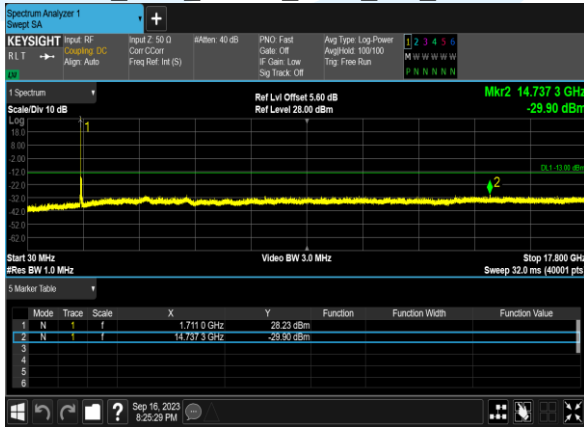 Spectrum Analyzer 1
Swept SA
KEYSIGHT Input: RF Input Z: 50 Ω #Atten: 40 dB PNO: Fast Avg Type: Log-Power 1 2 3 4 5 6
R L T Coupling: DC Corr CCorr Gate: Off Avg|Hold: 100/100 M W W W W W
Align: Auto Freq Ref: Int (S) IF Gain: Low Trig: Free Run
Sig Track: Off P N N N N N
1 Spectrum
Scale/Div 10 dB Ref Lvl Offset 5.60 dB Mkr2 14.737 3 GHz
Ref Level 28.00 dBm -29.90 dBm
Log
18.0
8.00
-2.00
-12.0
-22.0
-32.0
-42.0
-52.0
-62.0
1
DL1 -13.00 dBm
2
Start 30 MHz Video BW 3.0 MHz Stop 17.800 GHz
#Res BW 1.0 MHz Sweep 32.0 ms (40001 pts)
5 Marker Table
Mode Trace Scale X Y Function Function Width Function Value
1 N 1 f 1.711 0 GHz 28.23 dBm
2 N 1 f 14.737 3 GHz -29.90 dBm
3
4
5
6
? Sep 16, 2023
8:25:29 PM